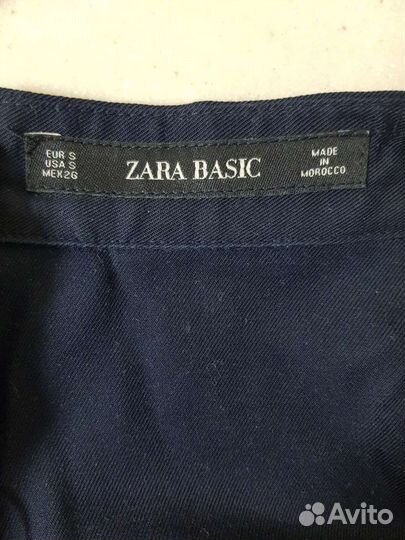 EUR S
USA S
MEX 26
ZARA BASIC
MADE
IN
MOROCCO
Avito